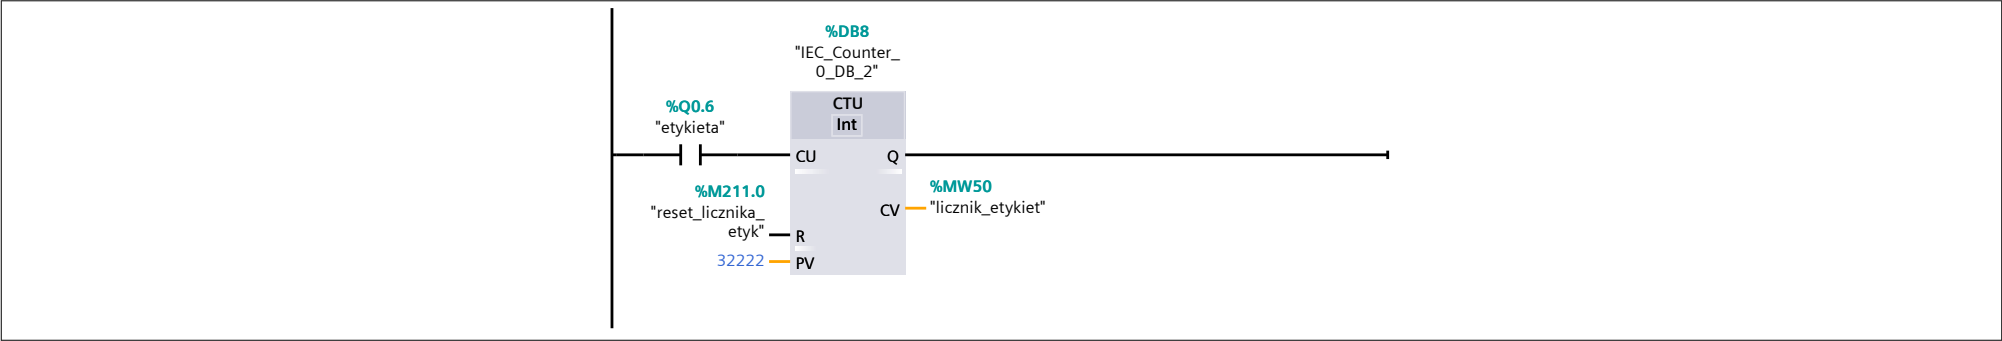 %DB8
"IEC_Counter_
0_DB_2"
%Q0.6
"etykieta"
CTU
Int
CU
Q
%M211.0
"reset_licznika_
etyk"
%MW50
"licznik_etykiet"
CV
R
32222
PV